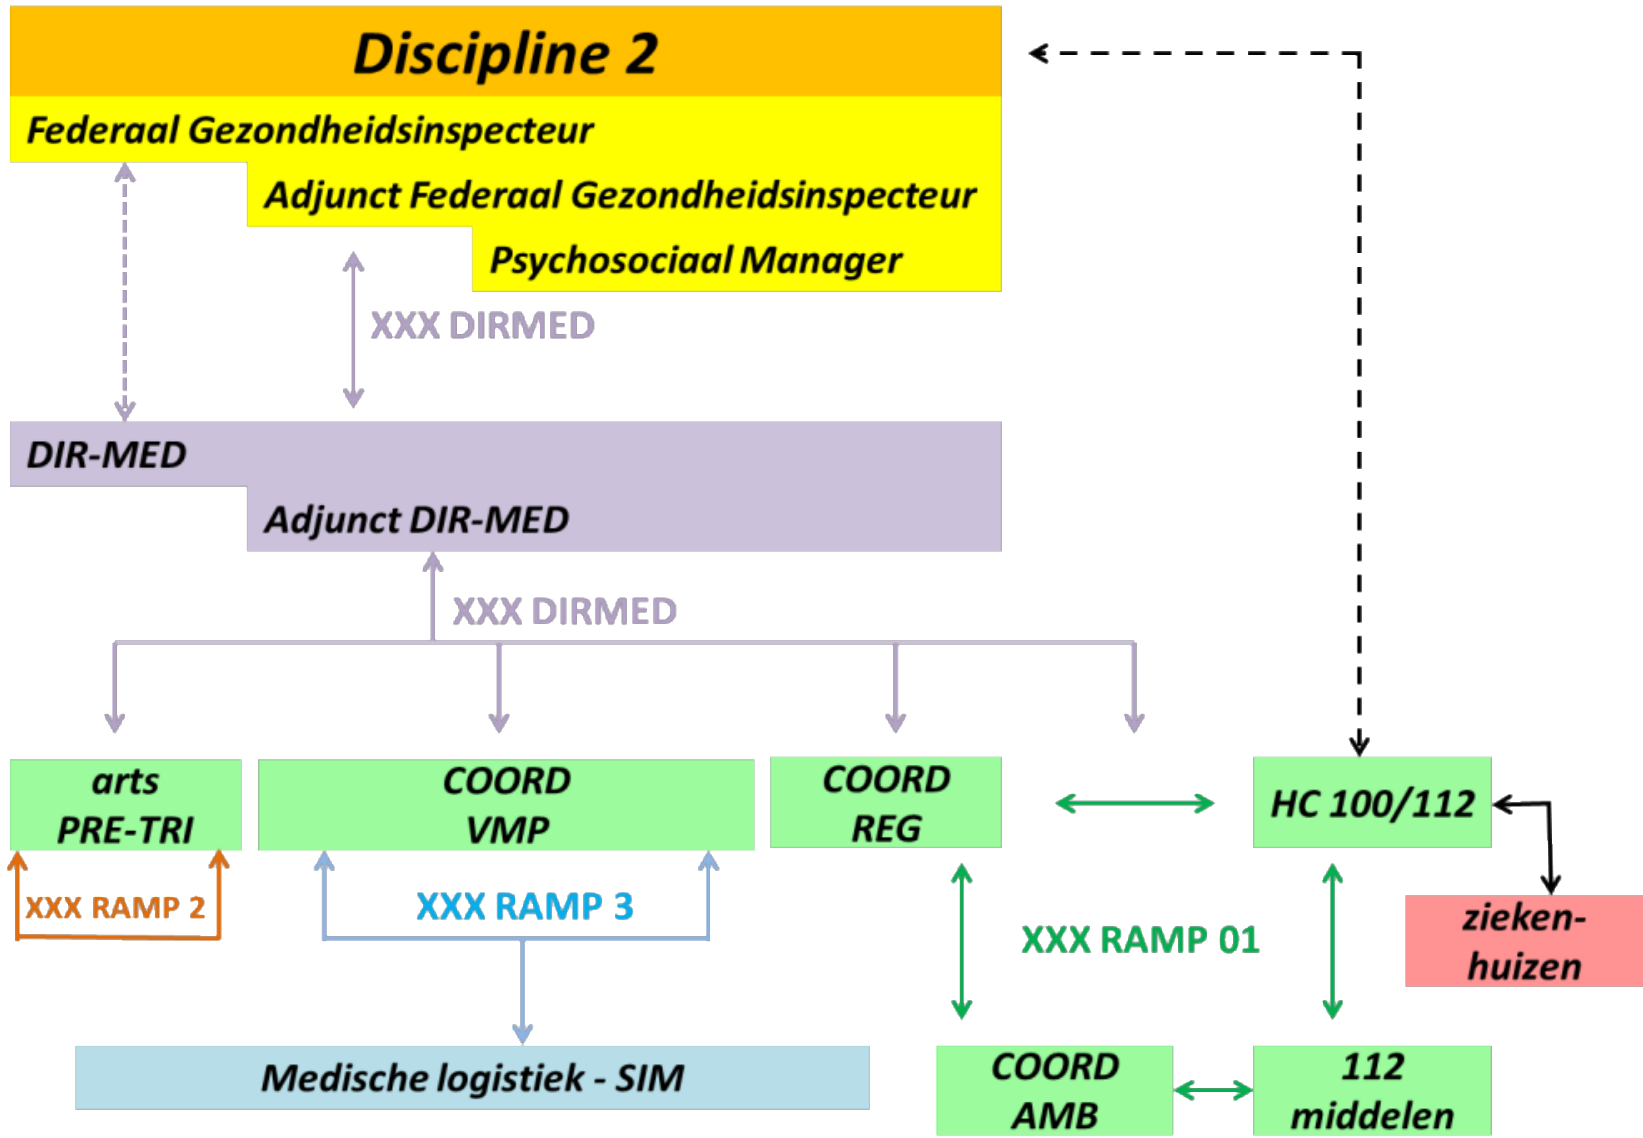 Discipline 2
Federaal Gezondheidsinspecteur
Adjunct Federaal Gezondheidsinspecteur
Psychosociaal Manager
XXX DIRMED
DIR-MED
Adjunct DIR-MED
XXX DIRMED
arts
PRE-TRI
COORD
VMP
COORD
REG
HC 100/112
XXX RAMP 2
XXX RAMP 3
XXX RAMP 01
zieken-
huizen
Medische logistiek - SIM
COORD
AMB
112
middelen